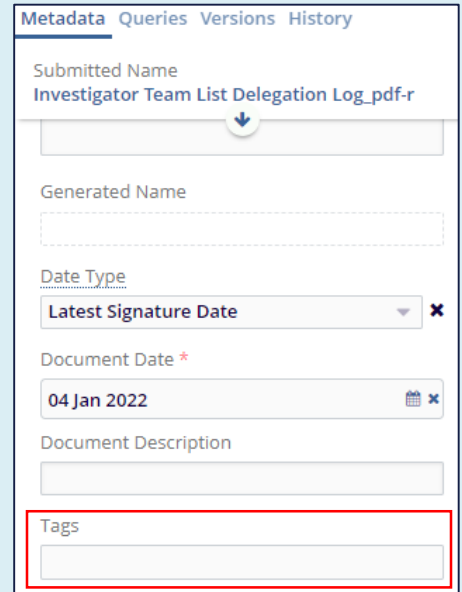 Metadata Queries Versions History
Submitted Name
Investigator Team List Delegation Log_pdf-r
Generated Name
Date Type
Latest Signature Date
Document Date *
04 Jan 2022
Document Description
Tags